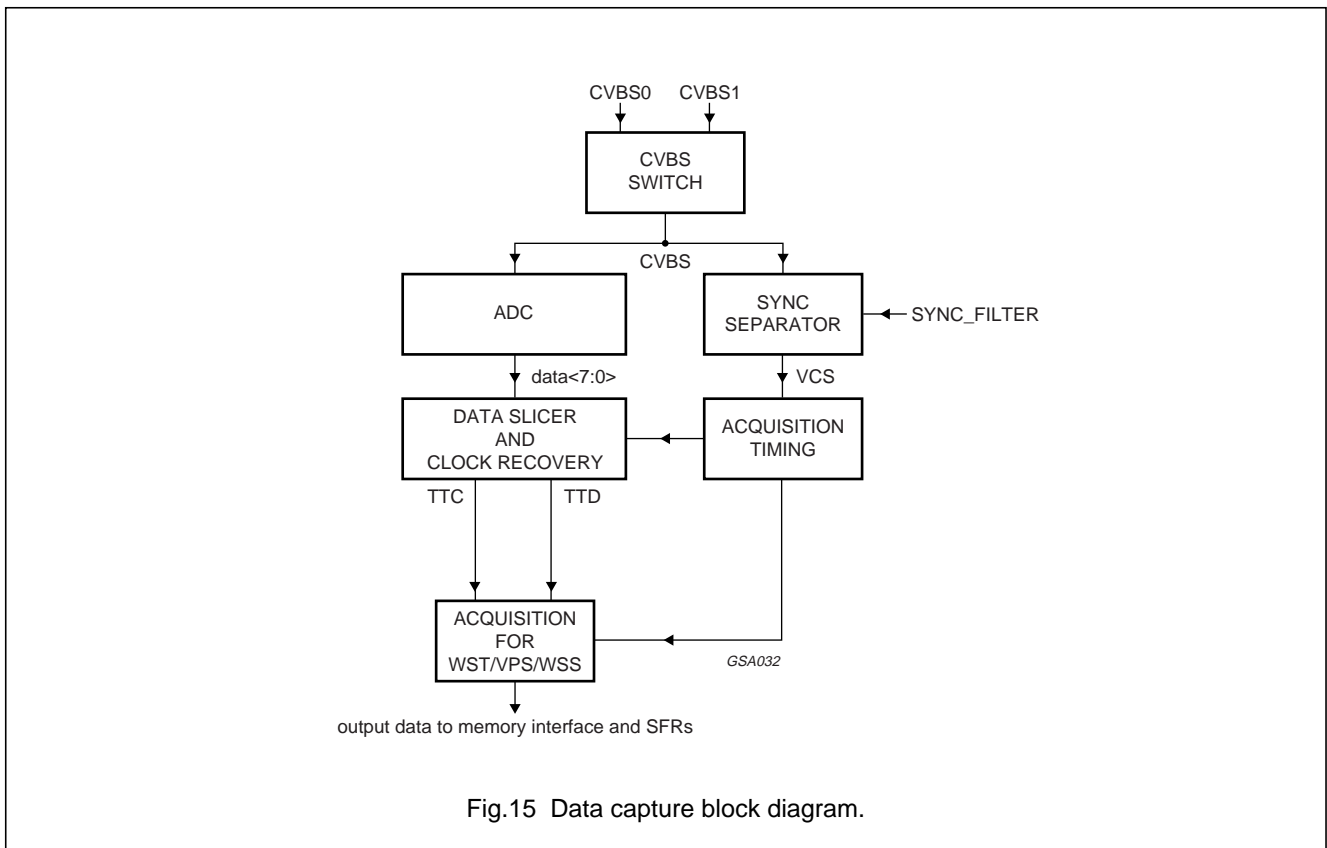 CVBS0 CVBS1
CVBS
SWITCH
CVBS
ADC
SYNC
SEPARATOR
SYNC_FILTER
data<7:0>
VCS
DATA SLICER
AND
CLOCK RECOVERY
ACQUISITION
TIMING
TTC TTD
ACQUISITION
FOR
WST/VPS/WSS
GSA032
output data to memory interface and SFRs
Fig.15 Data capture block diagram.